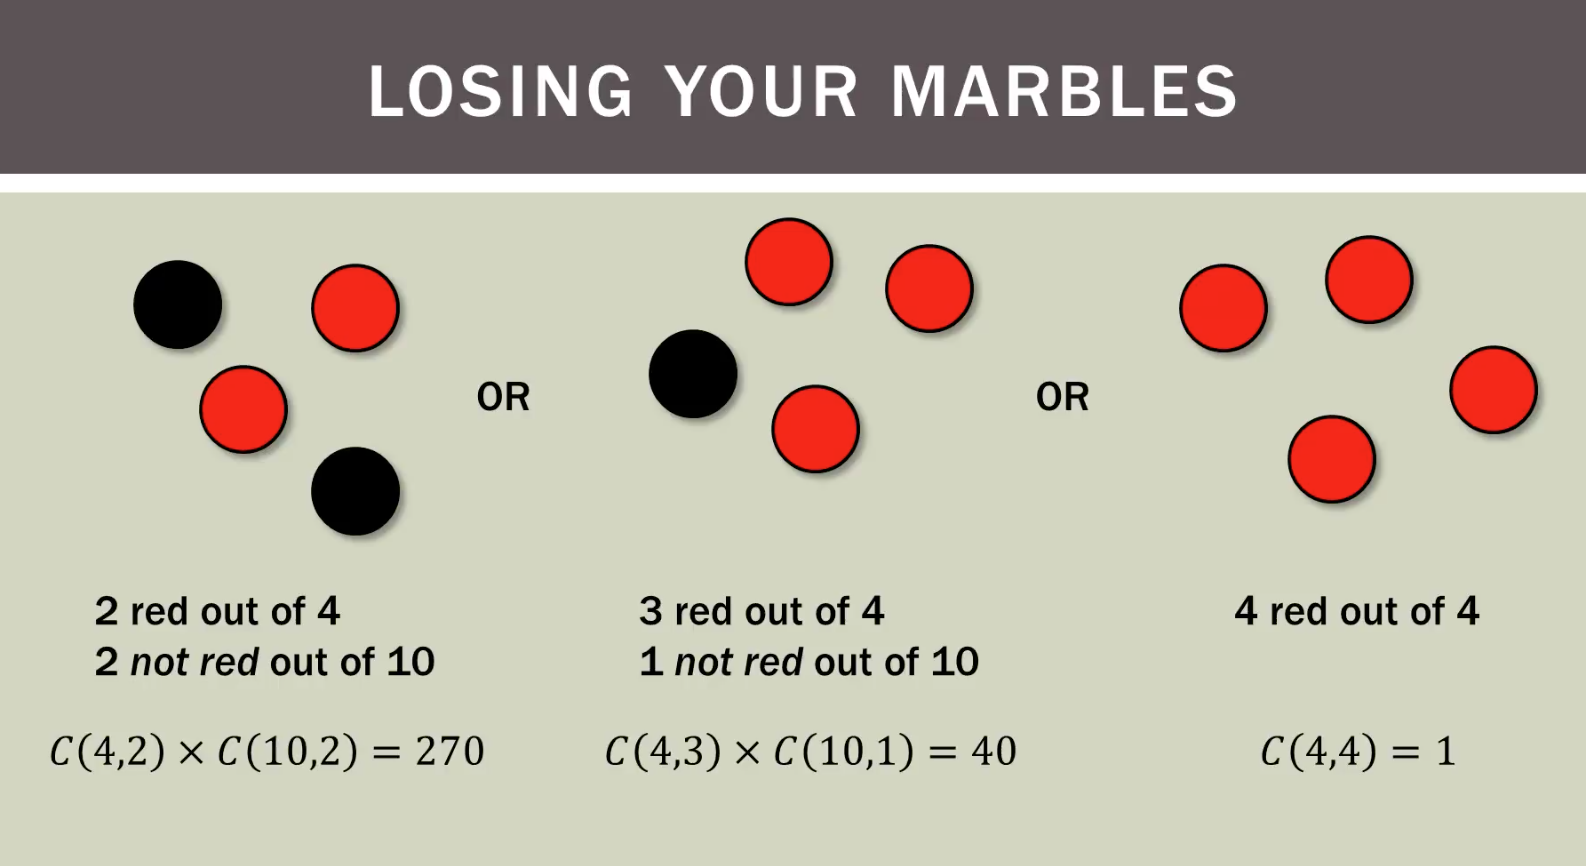 LOSING YOUR MARBLES
OR
OR
2 red out of 4
2 not red out of 10
3 red out of 4
1 not red out of 10
4 red out of 4
C(4,2) × C(10,2) = 270
C(4,3) × C(10,1) = 40
C(4,4) = 1